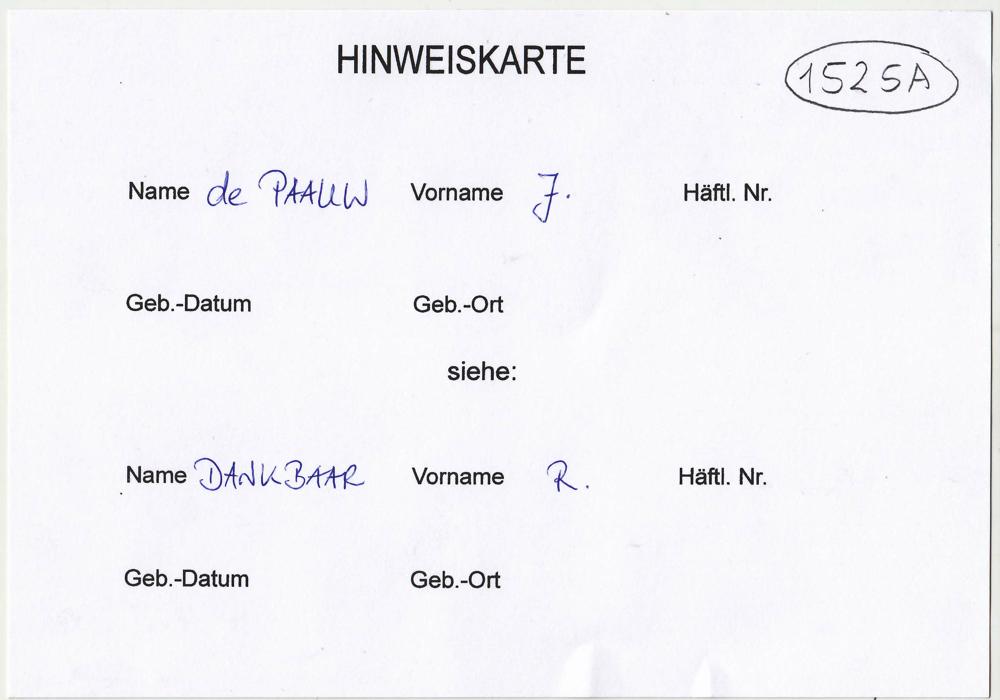 HINWEISKARTE
1525A
Name de PAAUW Vorname J. Häftl. Nr.
Geb.-Datum Geb.-Ort
siehe:
Name DANKBAAR Vorname R. Häftl. Nr.
Geb.-Datum Geb.-Ort